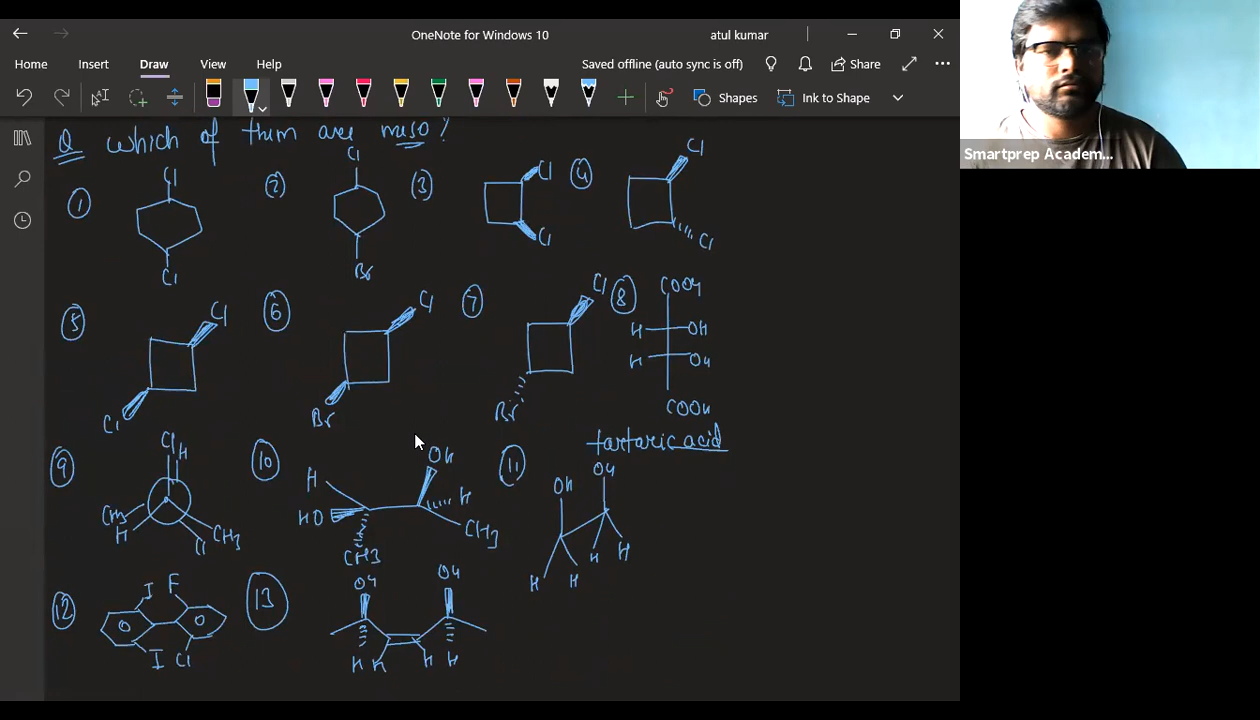 OneNote for Windows 10
atul kumar
Home Insert Draw View Help
Saved offline (auto sync is off)
Share
Shapes
Ink to Shape
Smartprep Academ...
Q which of them are meso?
1 Cl Cl
2 Cl Br
3 Cl Cl
4 Cl Cl
5 Cl Cl
6 Cl Br
7 Cl Br
8 COOH
H OH
H OH
COOH
tartaric acid
9 Cl H
CH3 H Cl CH3
10 H OH
HO H
CH3 CH3
11 OH OH
H H H H
12 I F
I Cl
13 OH OH
H H H H